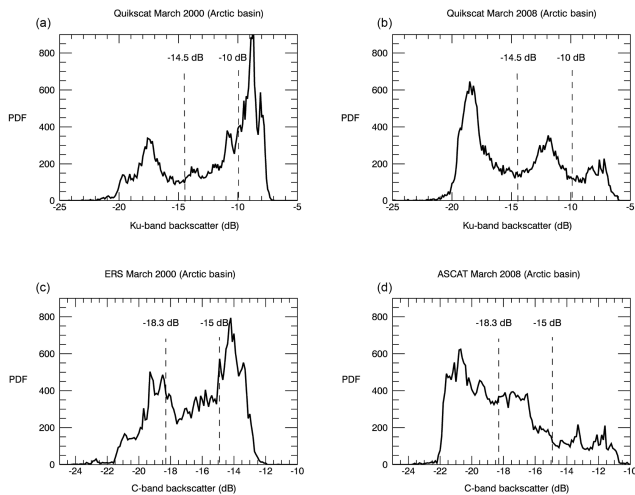 (a)
Quikscat March 2000 (Arctic basin)
-14.5 dB
-10 dB
PDF
800
600
400
200
0
-25 -20 -15 -10 -5
Ku-band backscatter (dB)
(b)
Quikscat March 2008 (Arctic basin)
-14.5 dB
-10 dB
PDF
800
600
400
200
0
-25 -20 -15 -10 -5
Ku-band backscatter (dB)
(c)
ERS March 2000 (Arctic basin)
-18.3 dB
-15 dB
PDF
800
600
400
200
0
-24 -22 -20 -18 -16 -14 -12 -10
C-band backscatter (dB)
(d)
ASCAT March 2008 (Arctic basin)
-18.3 dB
-15 dB
PDF
800
600
400
200
0
-24 -22 -20 -18 -16 -14 -12 -10
C-band backscatter (dB)